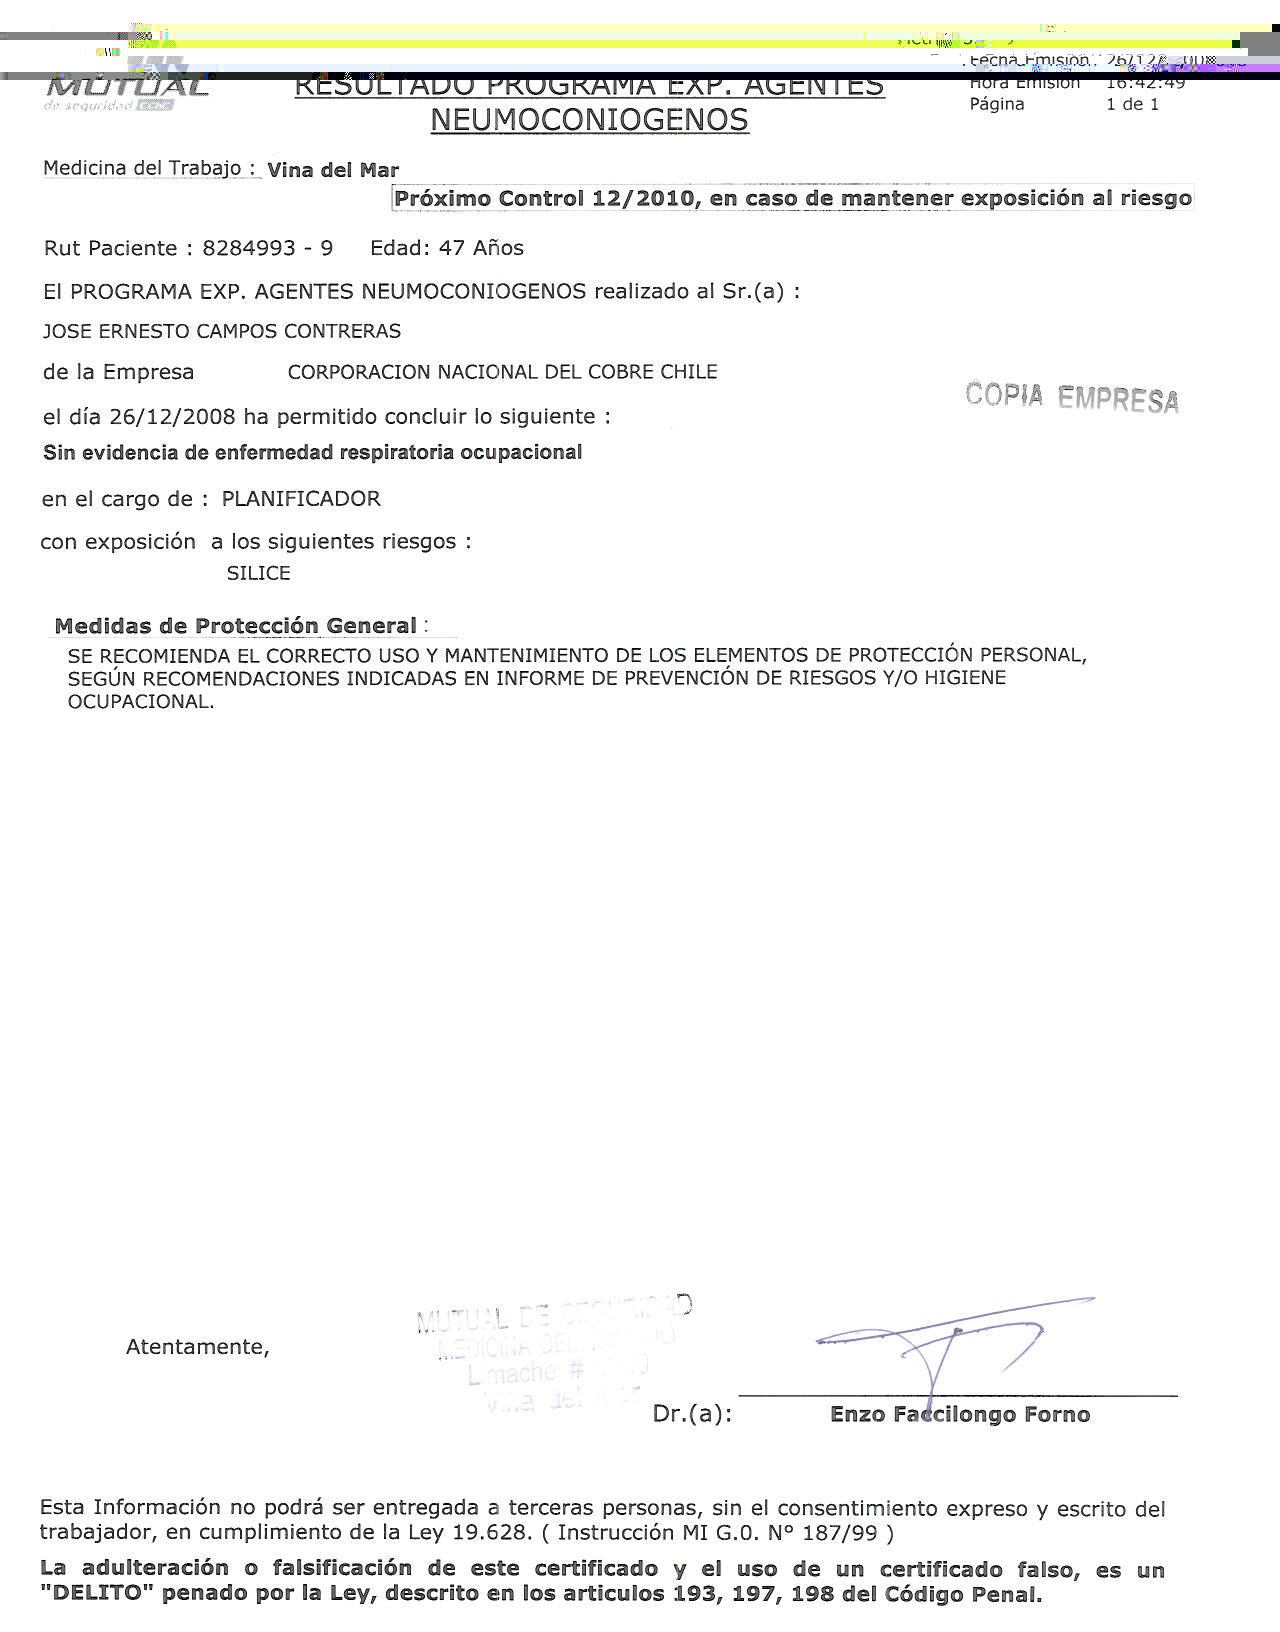 MUTUAL
de seguridad CChC
RESULTADO PROGRAMA EXP. AGENTES
NEUMOCONIOGENOS
Fecha Emisión
Hora Emisión 16:42:49
Página 1 de 1
Medicina del Trabajo : Vina del Mar
Próximo Control 12/2010, en caso de mantener exposición al riesgo
Rut Paciente : 8284993 - 9 Edad: 47 Años
El PROGRAMA EXP. AGENTES NEUMOCONIOGENOS realizado al Sr.(a) :
JOSE ERNESTO CAMPOS CONTRERAS
de la Empresa CORPORACION NACIONAL DEL COBRE CHILE
COPIA EMPRESA
el día 26/12/2008 ha permitido concluir lo siguiente :
Sin evidencia de enfermedad respiratoria ocupacional
en el cargo de : PLANIFICADOR
con exposición a los siguientes riesgos :
SILICE
Medidas de Protección General :
SE RECOMIENDA EL CORRECTO USO Y MANTENIMIENTO DE LOS ELEMENTOS DE PROTECCIÓN PERSONAL,
SEGÚN RECOMENDACIONES INDICADAS EN INFORME DE PREVENCIÓN DE RIESGOS Y/O HIGIENE
OCUPACIONAL.
MUTUAL DE SEGURIDAD
MEDICINA DEL TRABAJO
Limache #
Viña del Mar
Atentamente,
Dr.(a): Enzo Faccilongo Forno
Esta Información no podrá ser entregada a terceras personas, sin el consentimiento expreso y escrito del
trabajador, en cumplimiento de la Ley 19.628. ( Instrucción MI G.O. Nº 187/99 )
La adulteración o falsificación de este certificado y el uso de un certificado falso, es un
"DELITO" penado por la Ley, descrito en los articulos 193, 197, 198 del Código Penal.